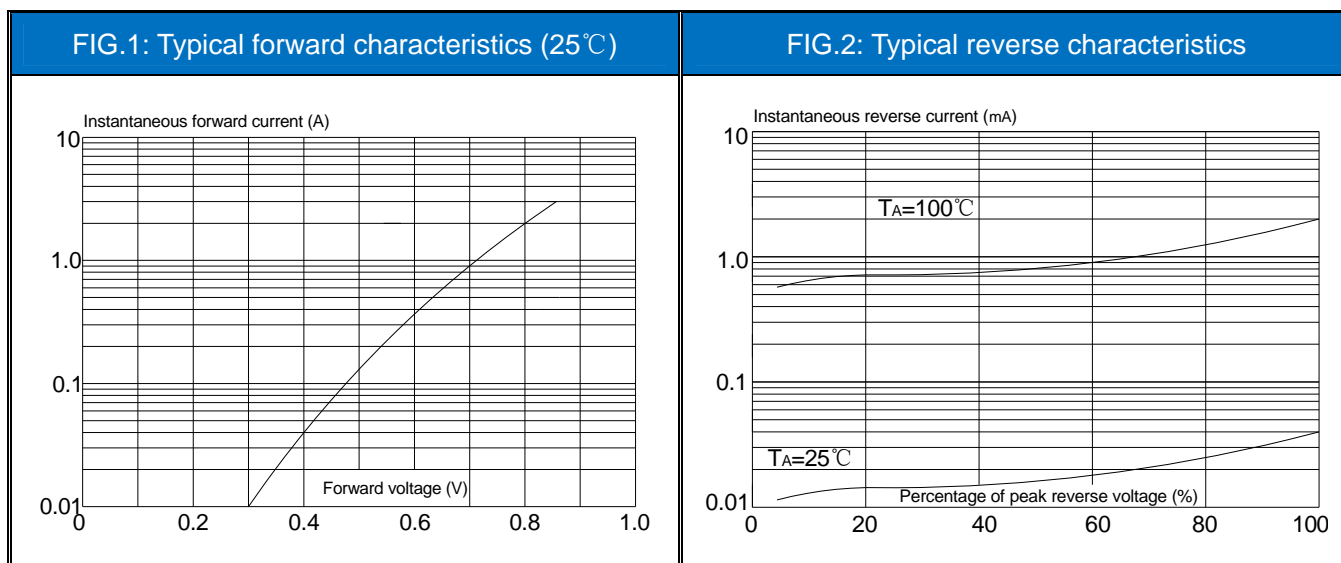 FIG.1: Typical forward characteristics (25℃)
Instantaneous forward current (A)
10
1.0
0.1
0.01
Forward voltage (V)
0 0.2 0.4 0.6 0.8 1.0
FIG.2: Typical reverse characteristics
Instantaneous reverse current (mA)
10
TA=100℃
1.0
0.1
TA=25℃
0.01
Percentage of peak reverse voltage (%)
0 20 40 60 80 100